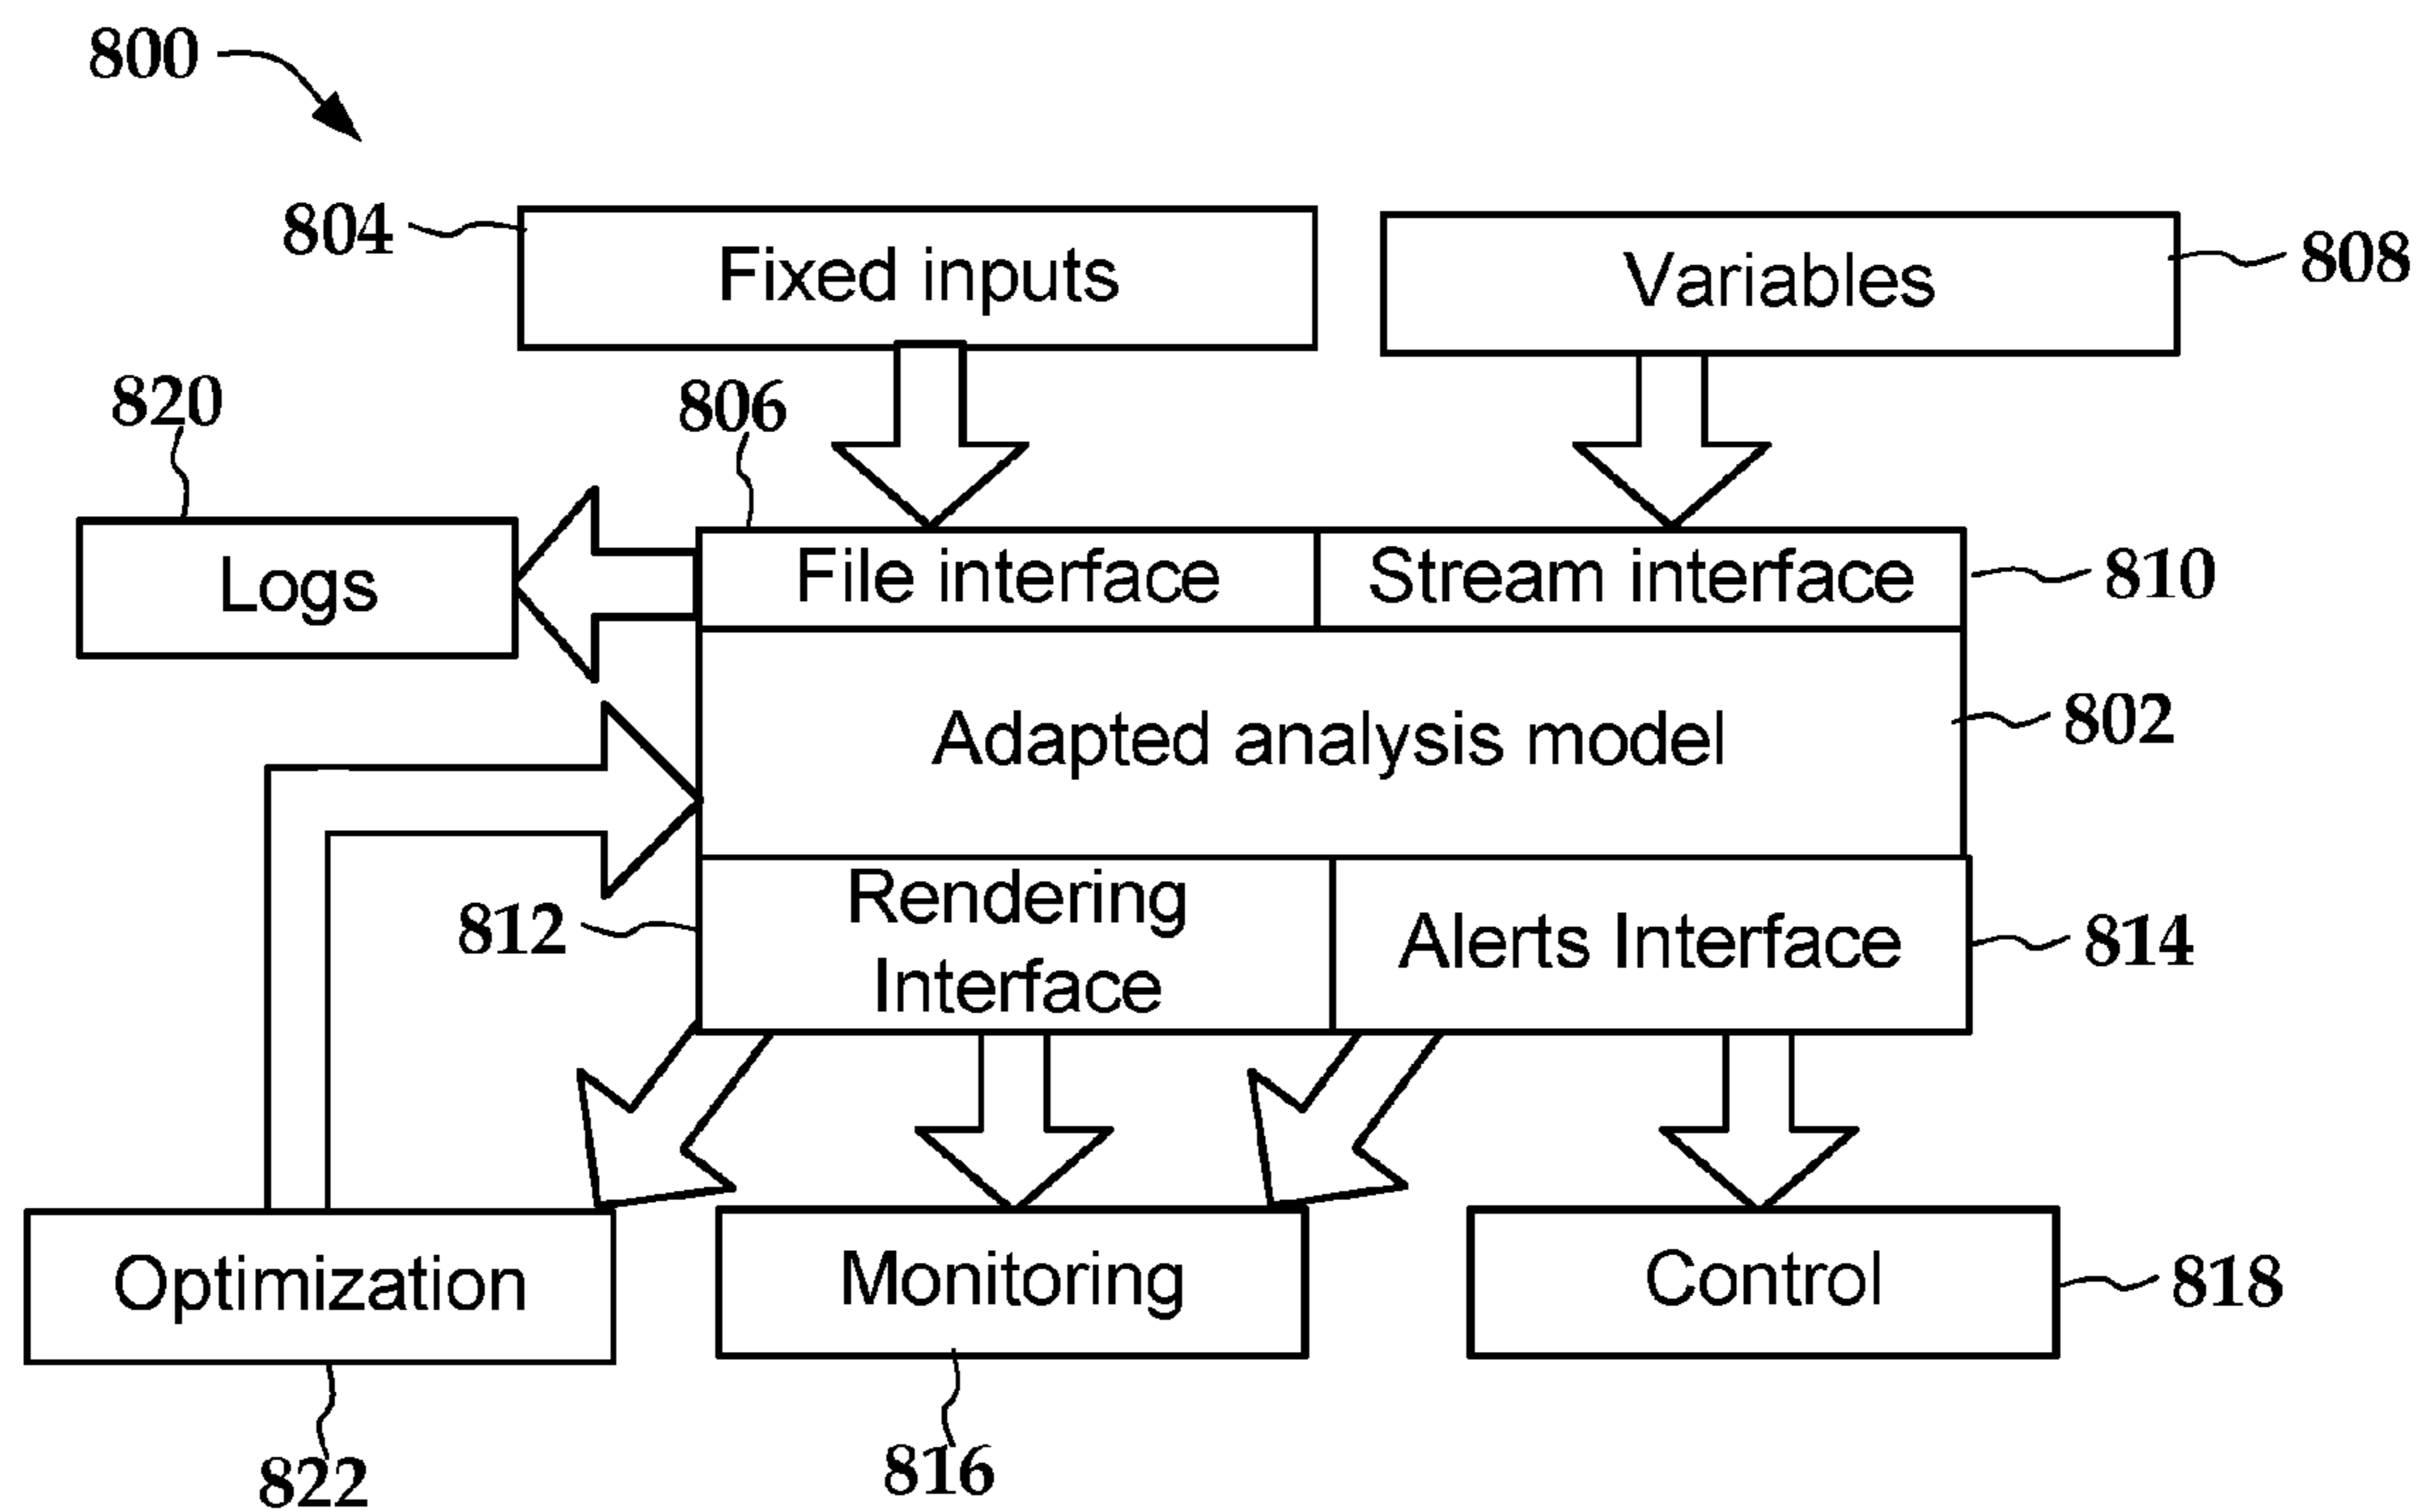 800
804
Fixed inputs
Variables
808
820
806
Logs
File interface
Stream interface
810
Adapted analysis model
802
812
Rendering
Interface
Alerts Interface
814
Optimization
Monitoring
Control
818
822
816